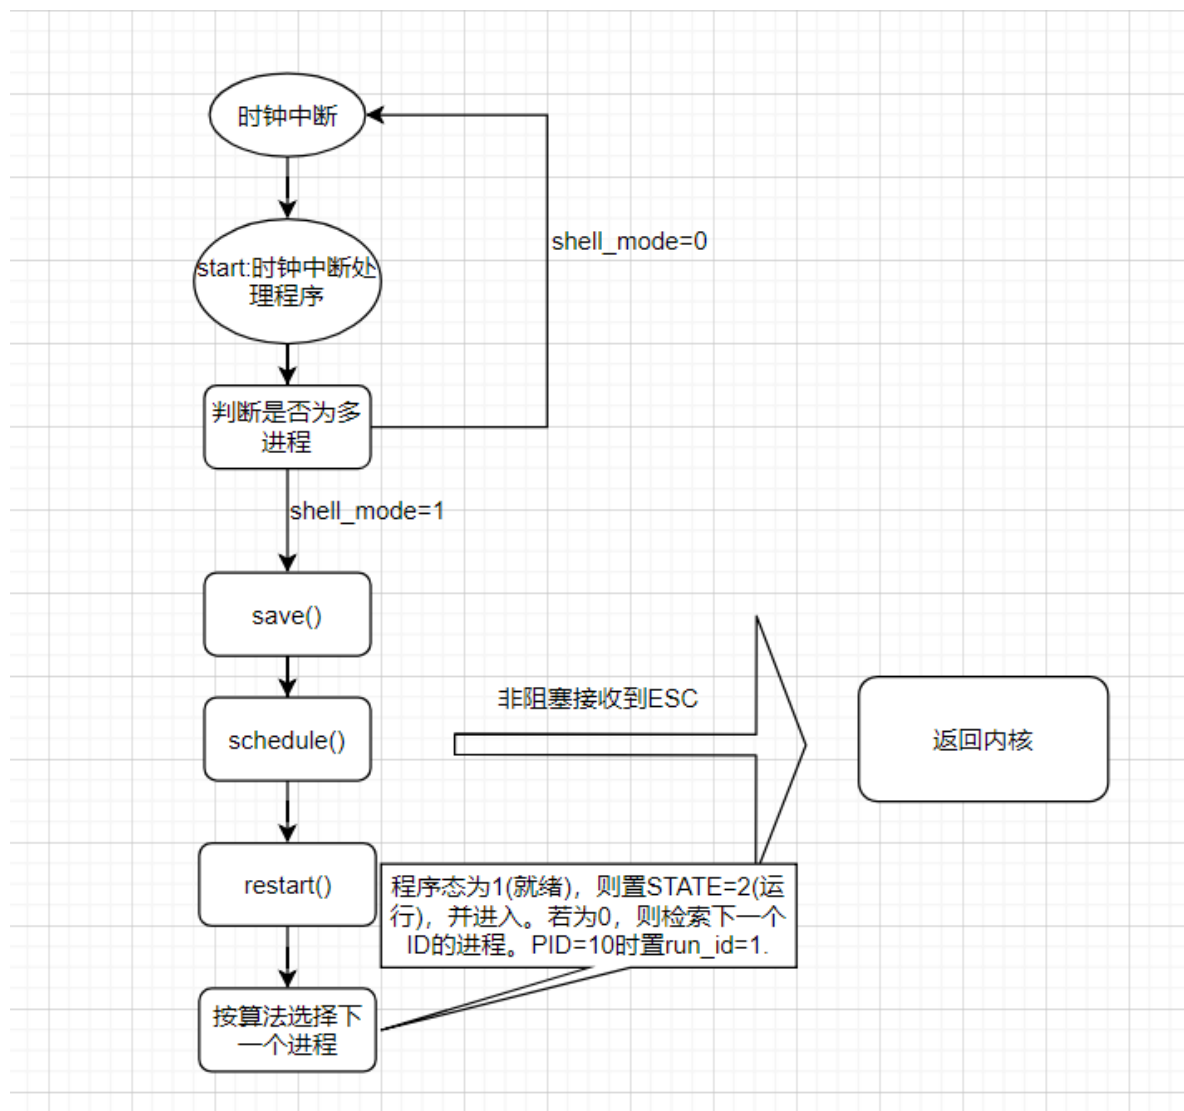 时钟中断
shell_mode=0
start:时钟中断处
理程序
判断是否为多
进程
shell_mode=1
save()
非阻塞接收到ESC
schedule()
返回内核
restart()
程序态为1(就绪)，则置STATE=2(运
行)，并进入。若为0，则检索下一个
ID的进程。PID=10时置run_id=1.
按算法选择下
一个进程